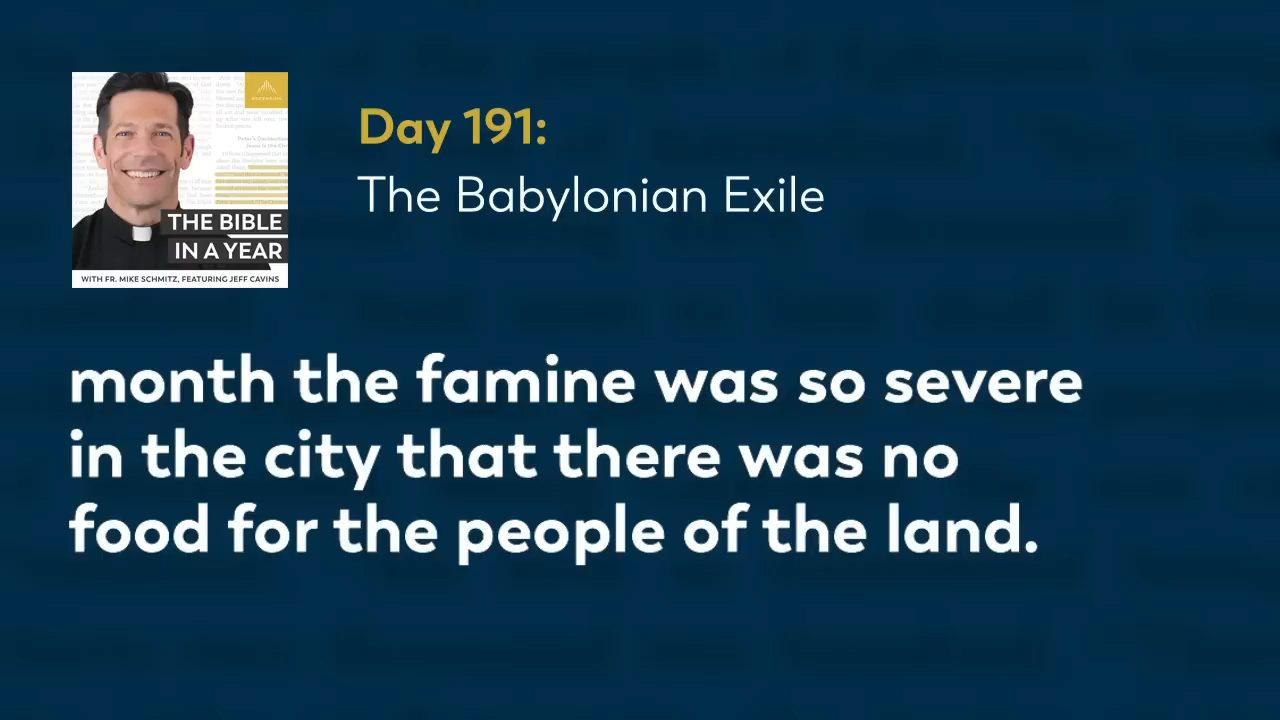 THE BIBLE
IN A YEAR
WITH FR. MIKE SCHMITZ, FEATURING JEFF CAVINS
Day 191:
The Babylonian Exile
month the famine was so severe
in the city that there was no
food for the people of the land.